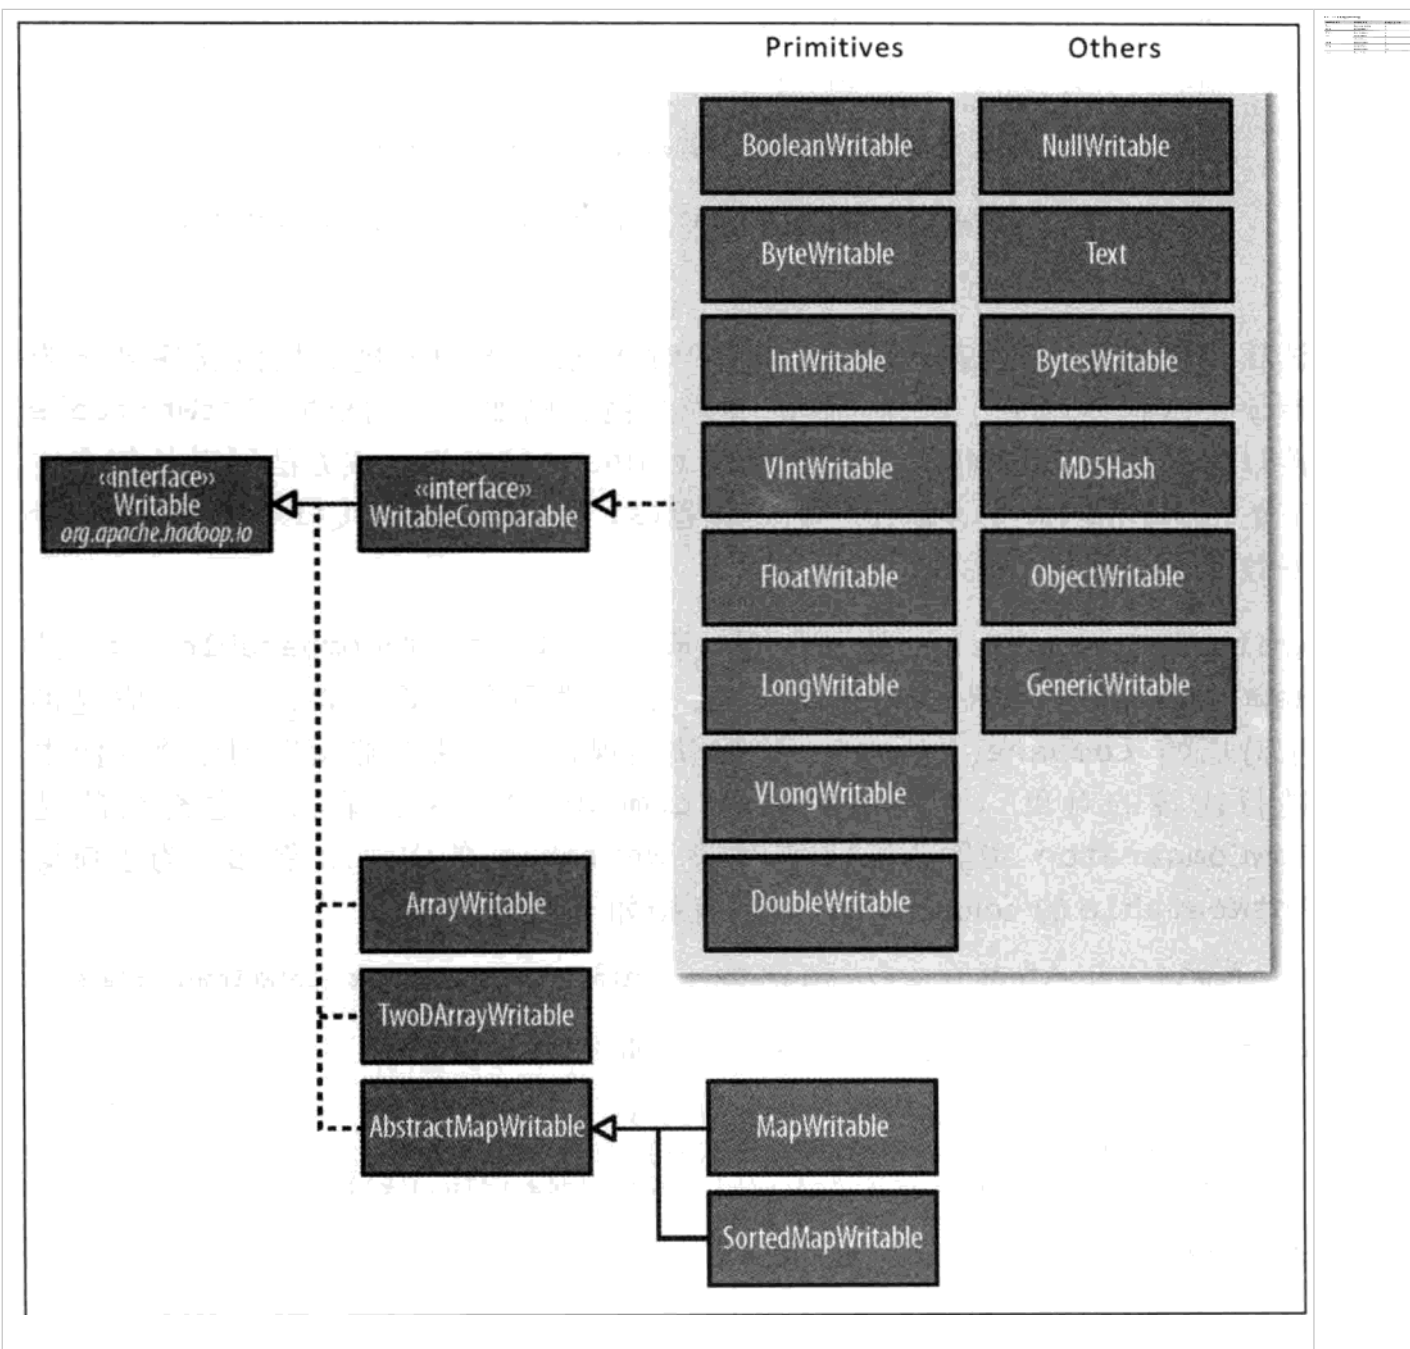 Primitives
Others
BooleanWritable
NullWritable
ByteWritable
Text
IntWritable
BytesWritable
«interface»
Writable
org.apache.hadoop.io
«interface»
WritableComparable
VIntWritable
MD5Hash
FloatWritable
ObjectWritable
LongWritable
GenericWritable
VLongWritable
ArrayWritable
DoubleWritable
TwoDArrayWritable
AbstractMapWritable
MapWritable
SortedMapWritable